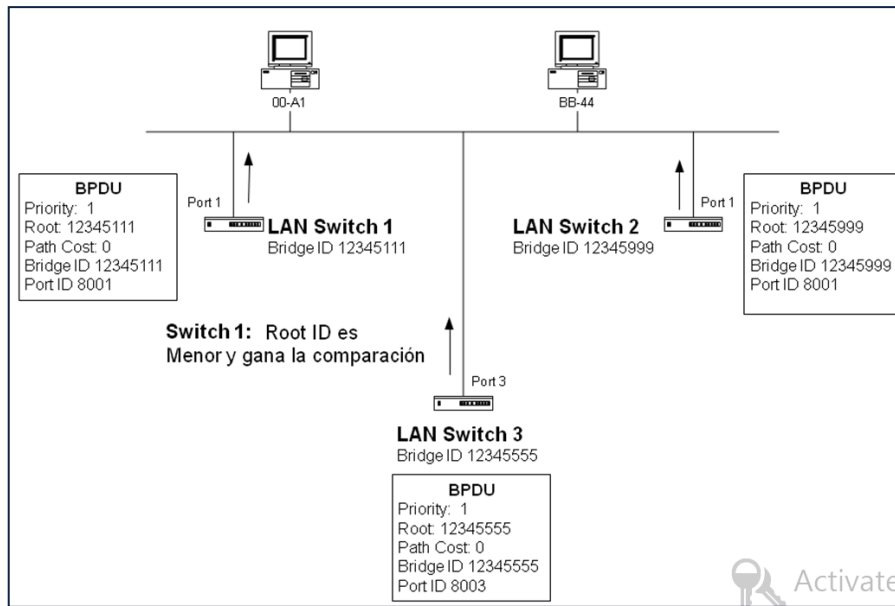 00-A1
BB-44
BPDU
Priority: 1
Root: 12345111
Path Cost: 0
Bridge ID 12345111
Port ID 8001
Port 1
LAN Switch 1
Bridge ID 12345111
LAN Switch 2
Bridge ID 12345999
Port 1
BPDU
Priority: 1
Root: 12345999
Path Cost: 0
Bridge ID 12345999
Port ID 8001
Switch 1: Root ID es
Menor y gana la comparación
Port 3
LAN Switch 3
Bridge ID 12345555
BPDU
Priority: 1
Root: 12345555
Path Cost: 0
Bridge ID 12345555
Port ID 8003
Activate